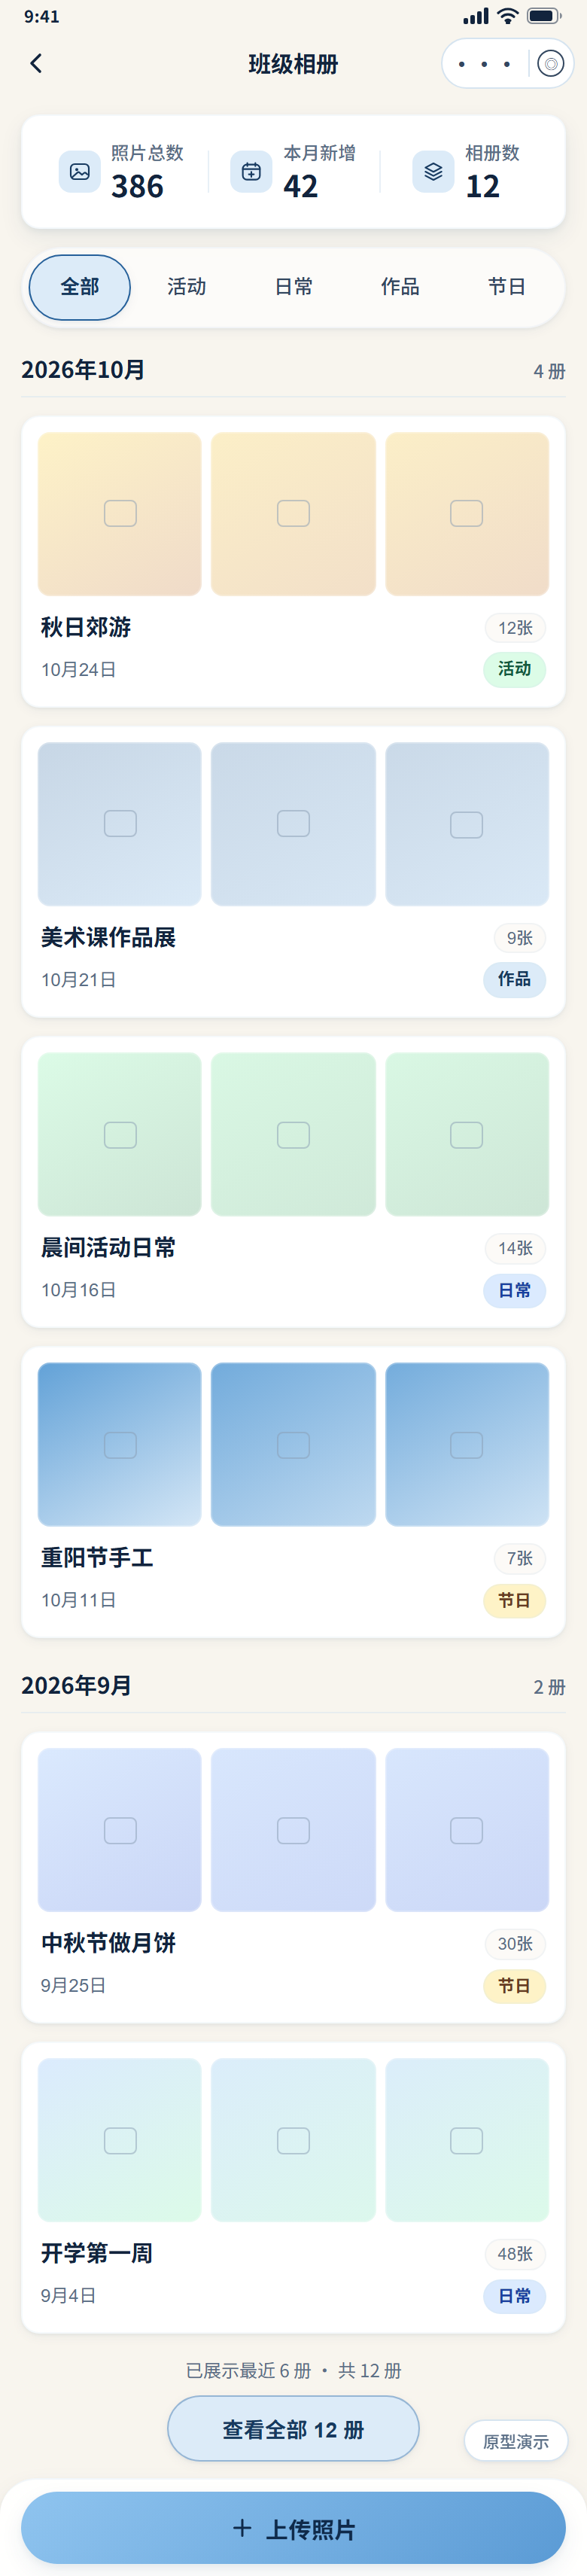 9:41
班级相册
照片总数
386
本月新增
42
相册数
12
全部 活动 日常 作品 节日
2026年10月 4 册
秋日郊游 12张
10月24日 活动
美术课作品展 9张
10月21日 作品
晨间活动日常 14张
10月16日 日常
重阳节手工 7张
10月11日 节日
2026年9月 2 册
中秋节做月饼 30张
9月25日 节日
开学第一周 48张
9月4日 日常
已展示最近 6 册 · 共 12 册
查看全部 12 册
原型演示
上传照片